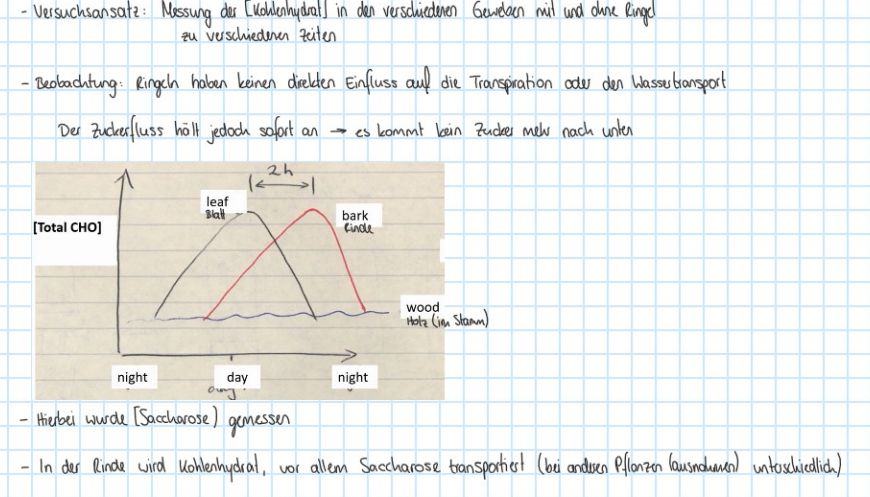 - Versuchsansatz: Messung der [Kohlenhydrat] in den verschiedenen Geweben mit und ohne Ringel
zu verschiedenen Zeiten
- Beobachtung: Ringeln haben keinen direkten Einfluss auf die Transpiration oder den Wassertransport
Der Zuckerfluss hält jedoch sofort an → es kommt kein Zucker mehr nach unten
2h
leaf
Blatt
bark
Rinde
[Total CHO]
wood
Holz (im Stamm)
night
day
night
- Hierbei wurde [Saccharose] gemessen
- In der Rinde wird Kohlenhydrat, vor allem Saccharose transportiert (bei anderen Pflanzen (ausnahmen) unterschiedlich)